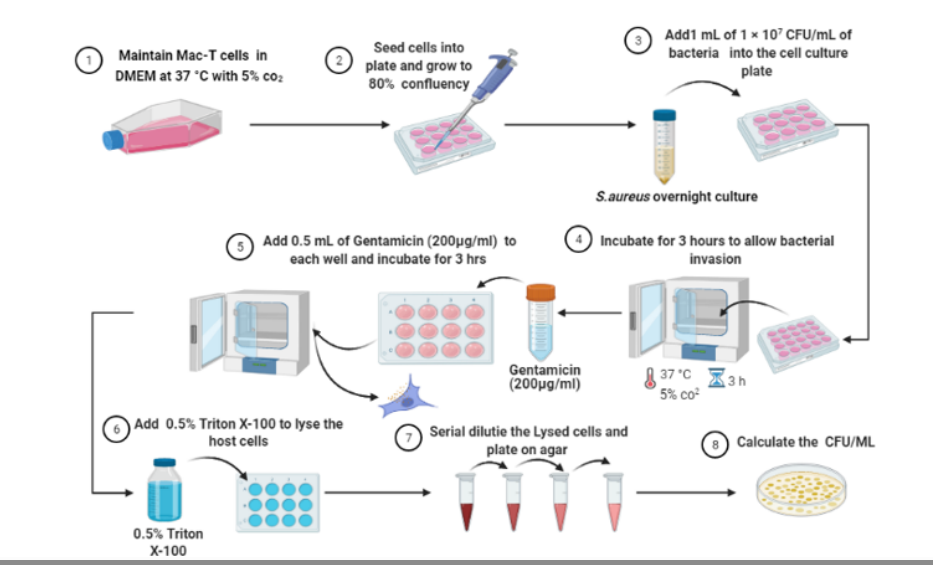 1
Maintain Mac-T cells in
DMEM at 37 °C with 5% co₂
2
Seed cells into
plate and grow to
80% confluency
3
Add1 mL of 1 × 10⁷ CFU/mL of
bacteria into the cell culture
plate
S.aureus overnight culture
4
Incubate for 3 hours to allow bacterial
invasion
37 °C
3 h
5% co²
5
Add 0.5 mL of Gentamicin (200µg/ml) to
each well and incubate for 3 hrs
Gentamicin
(200µg/ml)
6
Add 0.5% Triton X-100 to lyse the
host cells
0.5% Triton
X-100
7
Serial dilutie the Lysed cells and
plate on agar
8
Calculate the CFU/ML